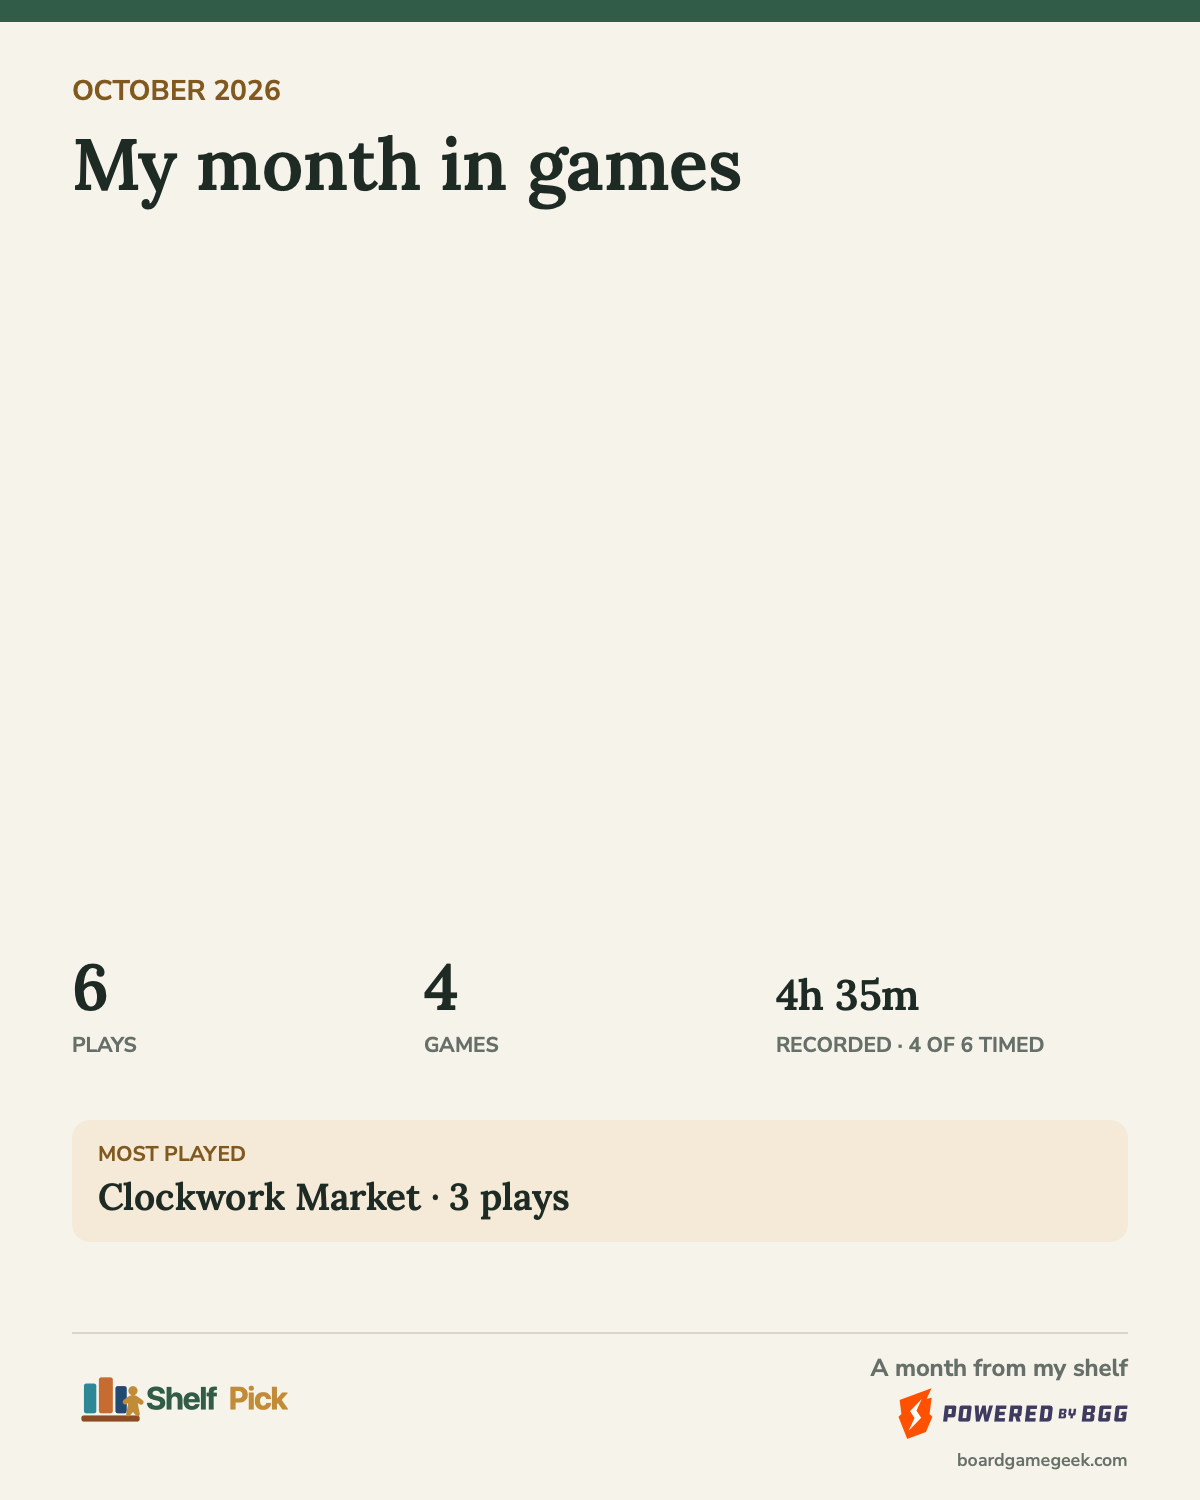 OCTOBER 2026
My month in games
6
PLAYS
4
GAMES
4h 35m
RECORDED · 4 OF 6 TIMED
MOST PLAYED
Clockwork Market · 3 plays
Shelf Pick
A month from my shelf
POWERED BY BGG
boardgamegeek.com